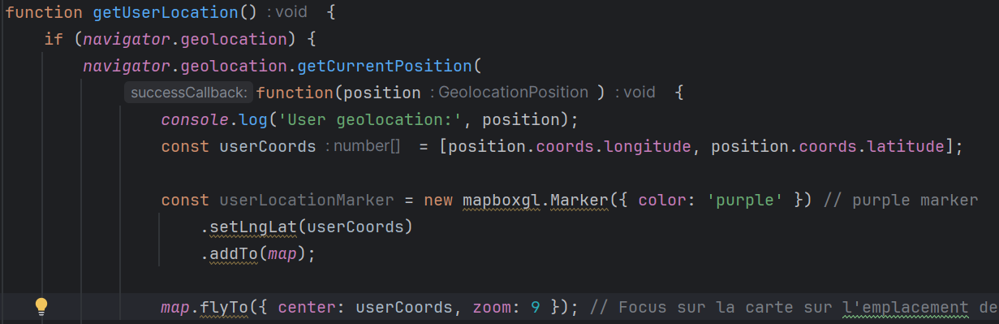 function getUserLocation() : void {
if (navigator.geolocation) {
navigator.geolocation.getCurrentPosition(
successCallback: function(position : GeolocationPosition ) : void {
console.log('User geolocation:', position);
const userCoords : number[] = [position.coords.longitude, position.coords.latitude];
const userLocationMarker = new mapboxgl.Marker({ color: 'purple' }) // purple marker
.setLngLat(userCoords)
.addTo(map);
map.flyTo({ center: userCoords, zoom: 9 }); // Focus sur la carte sur l'emplacement de